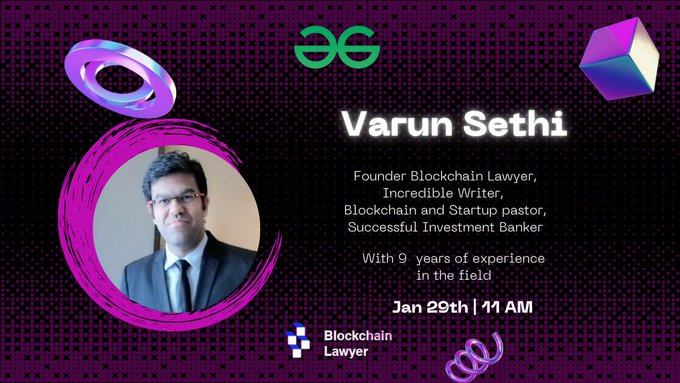 Varun Sethi
Founder Blockchain Lawyer,
Incredible Writer,
Blockchain and Startup pastor,
Successful Investment Banker
With 9 years of experience
in the field
Jan 29th | 11 AM
Blockchain
Lawyer